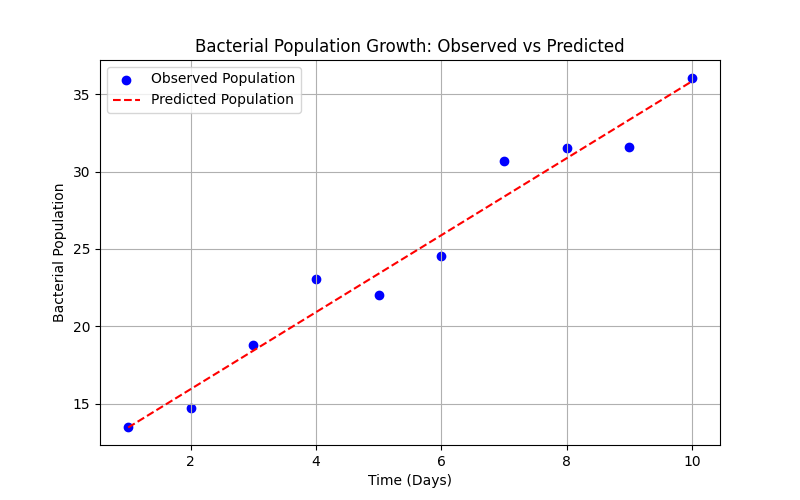 Bacterial Population Growth: Observed vs Predicted
Observed Population
Predicted Population
Bacterial Population
35
30
25
20
15
2 4 6 8 10
Time (Days)